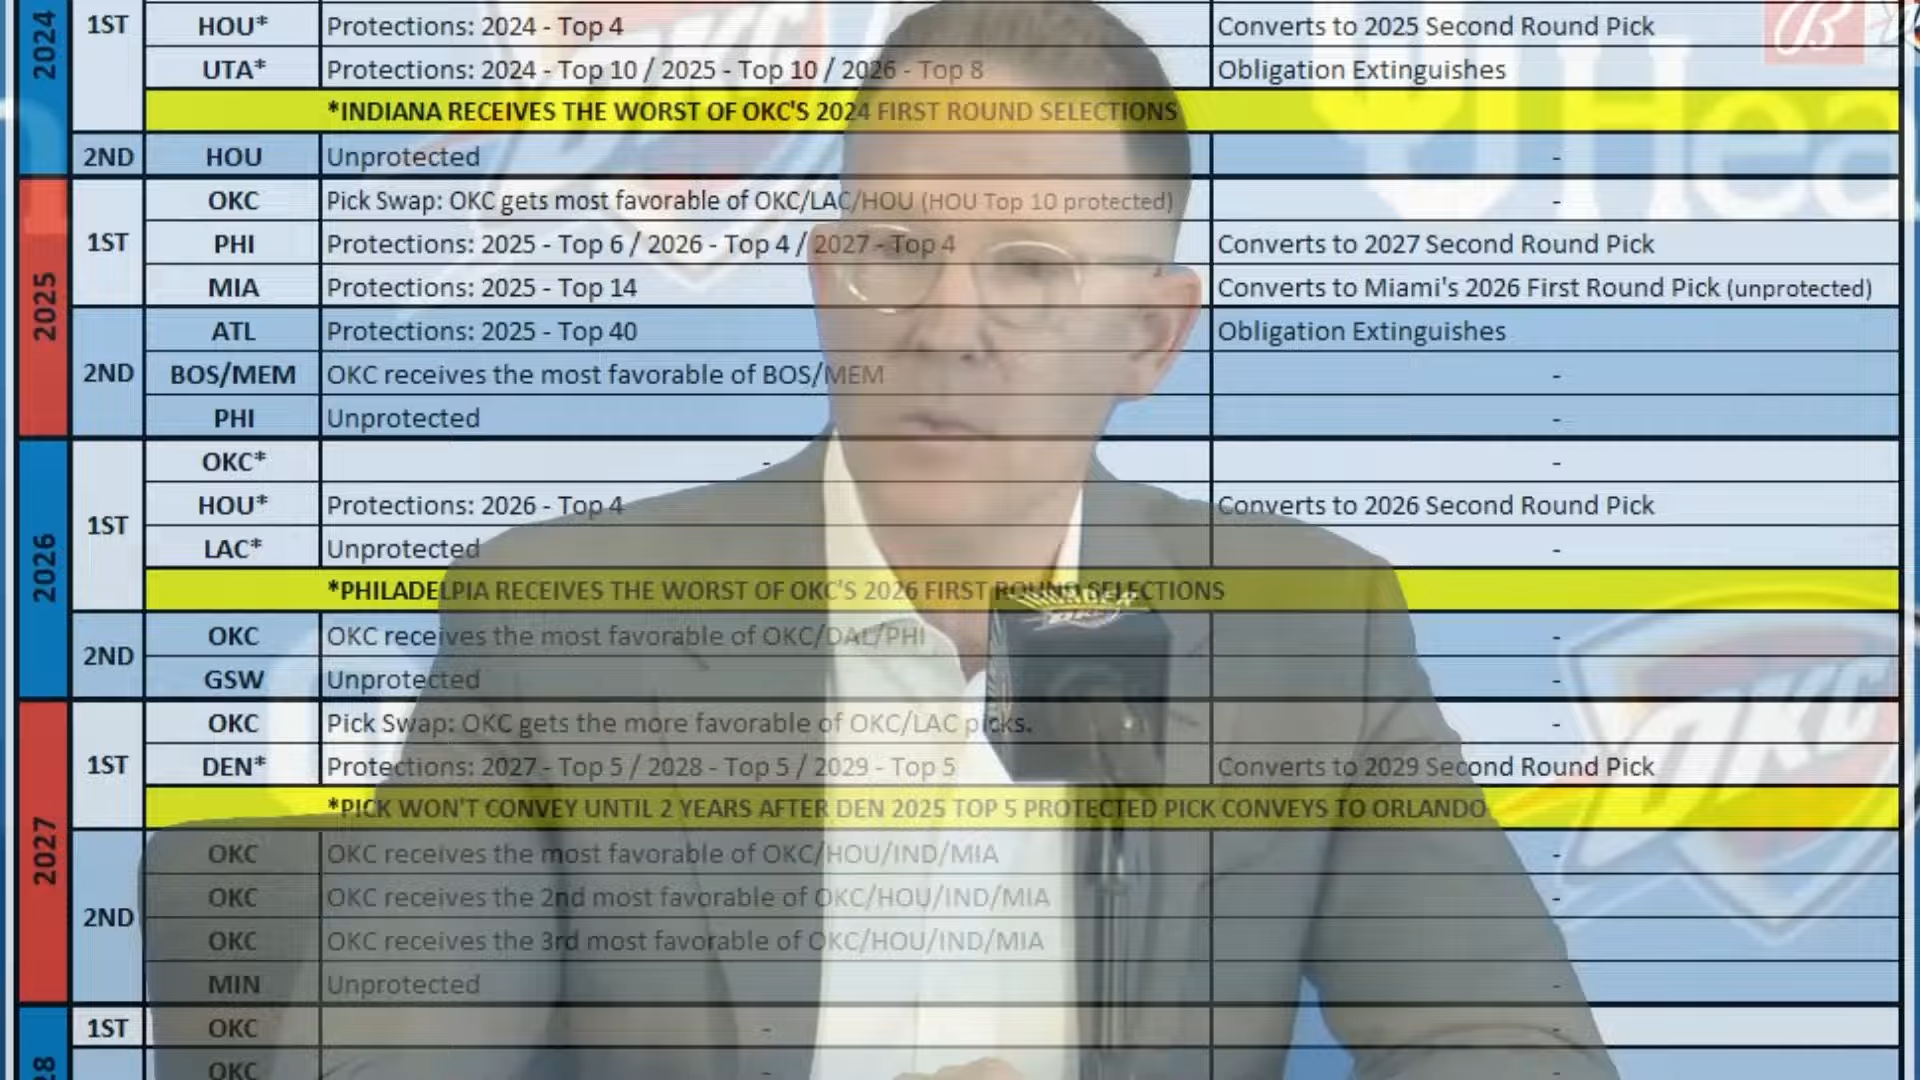 2024
1ST
HOU* Protections: 2024 - Top 4 Converts to 2025 Second Round Pick
UTA* Protections: 2024 - Top 10 / 2025 - Top 10 / 2026 - Top 8 Obligation Extinguishes
*INDIANA RECEIVES THE WORST OF OKC'S 2024 FIRST ROUND SELECTIONS
2ND HOU Unprotected -
2025
1ST
OKC Pick Swap: OKC gets most favorable of OKC/LAC/HOU (HOU Top 10 protected) -
PHI Protections: 2025 - Top 6 / 2026 - Top 4 / 2027 - Top 4 Converts to 2027 Second Round Pick
MIA Protections: 2025 - Top 14 Converts to Miami's 2026 First Round Pick (unprotected)
2ND
ATL Protections: 2025 - Top 40 Obligation Extinguishes
BOS/MEM OKC receives the most favorable of BOS/MEM -
PHI Unprotected -
2026
1ST
OKC* - -
HOU* Protections: 2026 - Top 4 Converts to 2026 Second Round Pick
LAC* Unprotected -
*PHILADELPIA RECEIVES THE WORST OF OKC'S 2026 FIRST ROUND SELECTIONS
2ND
OKC OKC receives the most favorable of OKC/DAL/PHI -
GSW Unprotected -
2027
1ST
OKC Pick Swap: OKC gets the more favorable of OKC/LAC picks. -
DEN* Protections: 2027 - Top 5 / 2028 - Top 5 / 2029 - Top 5 Converts to 2029 Second Round Pick
*PICK WON'T CONVEY UNTIL 2 YEARS AFTER DEN 2025 TOP 5 PROTECTED PICK CONVEYS TO ORLANDO
2ND
OKC OKC receives the most favorable of OKC/HOU/IND/MIA -
OKC OKC receives the 2nd most favorable of OKC/HOU/IND/MIA -
OKC OKC receives the 3rd most favorable of OKC/HOU/IND/MIA -
MIN Unprotected -
28
1ST OKC - -
OKC - -
B
Hea
OKC
OKC